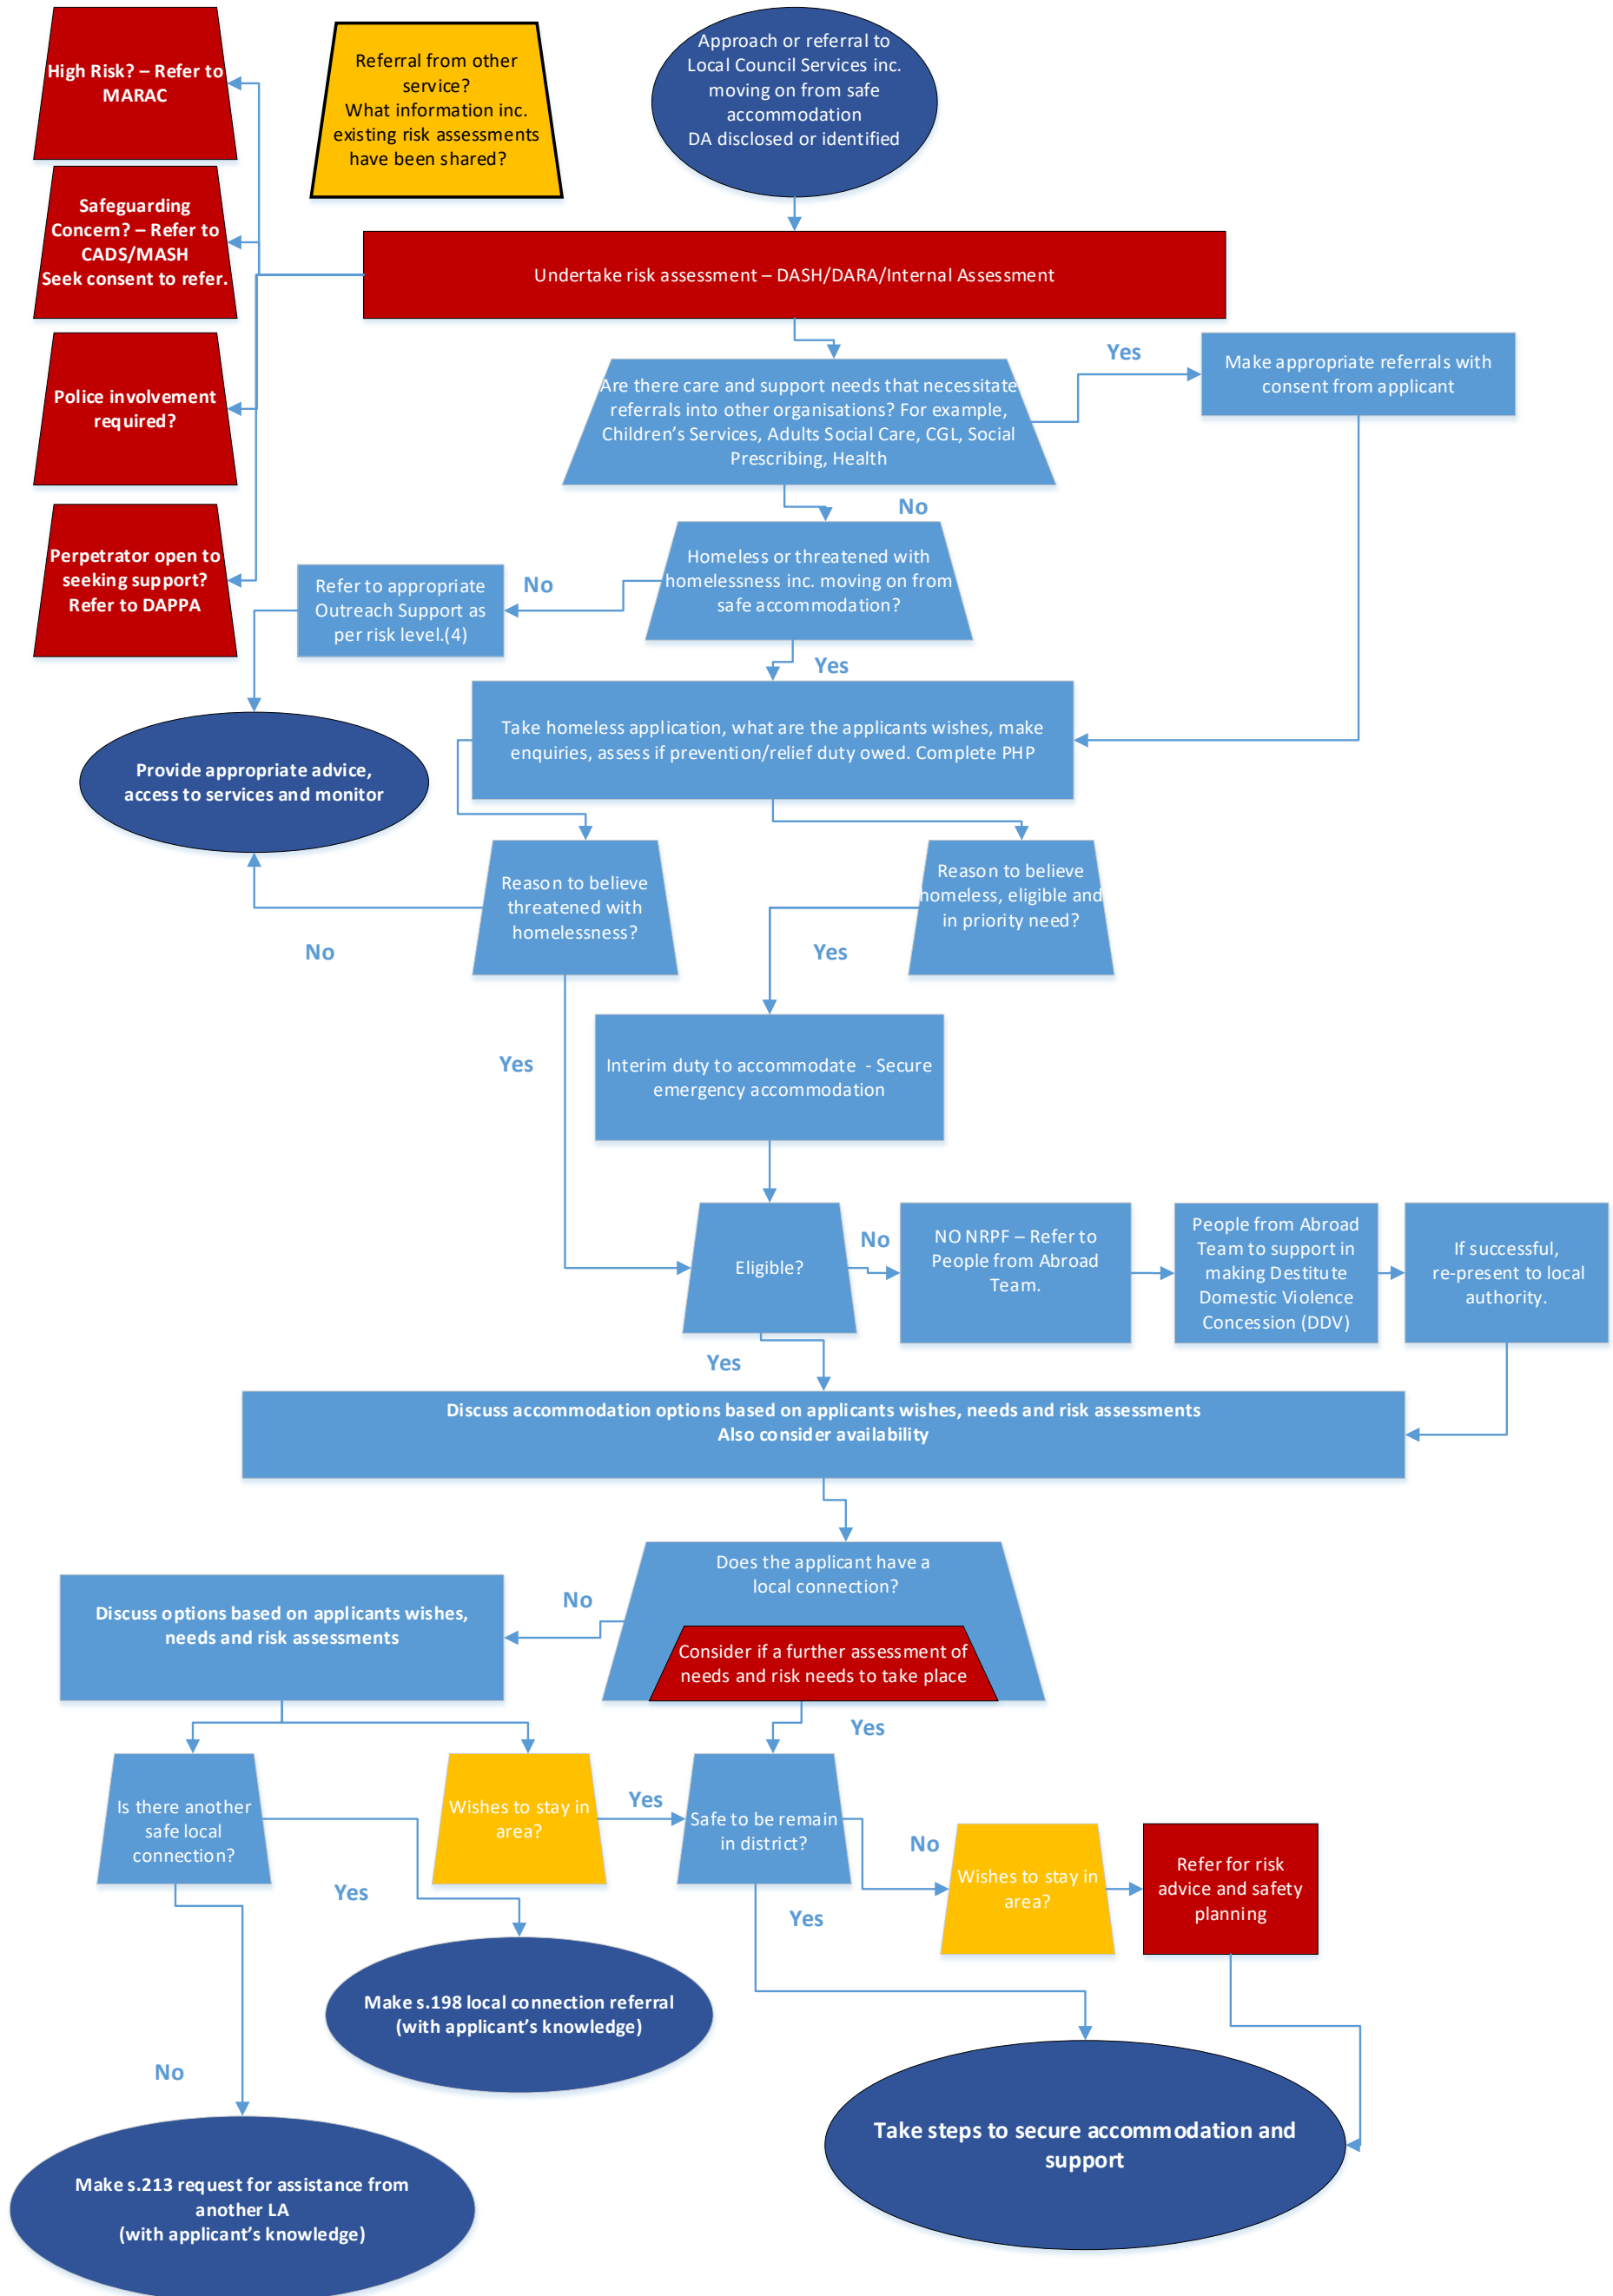 High Risk? – Refer to
MARAC
Referral from other
service?
What information inc.
existing risk assessments
have been shared?
Approach or referral to
Local Council Services inc.
moving on from safe
accommodation
DA disclosed or identified
Safeguarding
Concern? – Refer to
CADS/MASH
Seek consent to refer.
Undertake risk assessment – DASH/DARA/Internal Assessment
Police involvement
required?
Are there care and support needs that necessitate
referrals into other organisations? For example,
Children's Services, Adults Social Care, CGL, Social
Prescribing, Health
Yes
Make appropriate referrals with
consent from applicant
No
Perpetrator open to
seeking support?
Refer to DAPPA
Refer to appropriate
Outreach Support as
per risk level.(4)
No
Homeless or threatened with
homelessness inc. moving on from
safe accommodation?
Yes
Take homeless application, what are the applicants wishes, make
enquiries, assess if prevention/relief duty owed. Complete PHP
Provide appropriate advice,
access to services and monitor
Reason to believe
threatened with
homelessness?
Reason to believe
homeless, eligible and
in priority need?
No
Yes
Yes
Interim duty to accommodate - Secure
emergency accommodation
Eligible?
No
NO NRPF – Refer to
People from Abroad
Team.
People from Abroad
Team to support in
making Destitute
Domestic Violence
Concession (DDV)
If successful,
re-present to local
authority.
Yes
Discuss accommodation options based on applicants wishes, needs and risk assessments
Also consider availability
Does the applicant have a
local connection?
No
Discuss options based on applicants wishes,
needs and risk assessments
Consider if a further assessment of
needs and risk needs to take place
Yes
Is there another
safe local
connection?
Wishes to stay in
area?
Yes
Safe to be remain
in district?
No
Wishes to stay in
area?
Refer for risk
advice and safety
planning
Yes
Yes
Make s.198 local connection referral
(with applicant's knowledge)
No
Take steps to secure accommodation and
support
Make s.213 request for assistance from
another LA
(with applicant's knowledge)